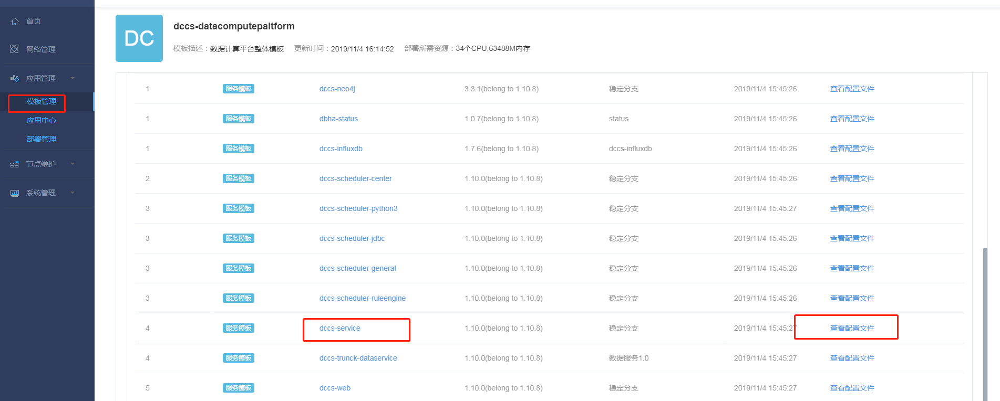 首页
网络管理
应用管理
模板管理
应用中心
部署管理
节点维护
系统管理
DC
dccs-datacomputepaltform
模板描述：数据计算平台整体模板 更新时间：2019/11/4 16:14:52 部署所需资源：34个CPU,63488M内存
1 服务模板 dccs-neo4j 3.3.1(belong to 1.10.8) 稳定分支 2019/11/4 15:45:26 查看配置文件
1 服务模板 dbha-status 1.0.7(belong to 1.10.8) status 2019/11/4 15:45:26 查看配置文件
1 服务模板 dccs-influxdb 1.7.6(belong to 1.10.8) dccs-influxdb 2019/11/4 15:45:26 查看配置文件
2 服务模板 dccs-scheduler-center 1.10.0(belong to 1.10.8) 稳定分支 2019/11/4 15:45:26 查看配置文件
3 服务模板 dccs-scheduler-python3 1.10.0(belong to 1.10.8) 稳定分支 2019/11/4 15:45:27 查看配置文件
3 服务模板 dccs-scheduler-jdbc 1.10.0(belong to 1.10.8) 稳定分支 2019/11/4 15:45:26 查看配置文件
3 服务模板 dccs-scheduler-general 1.10.0(belong to 1.10.8) 稳定分支 2019/11/4 15:45:26 查看配置文件
3 服务模板 dccs-scheduler-ruleengine 1.10.0(belong to 1.10.8) 稳定分支 2019/11/4 15:45:26 查看配置文件
4 服务模板 dccs-service 1.10.0(belong to 1.10.8) 稳定分支 2019/11/4 15:45:27 查看配置文件
4 服务模板 dccs-trunck-dataservice 1.10.0(belong to 1.10.8) 数据服务1.0 2019/11/4 15:45:27 查看配置文件
5 服务模板 dccs-web 1.10.0(belong to 1.10.8) 稳定分支 2019/11/4 15:45:27 查看配置文件